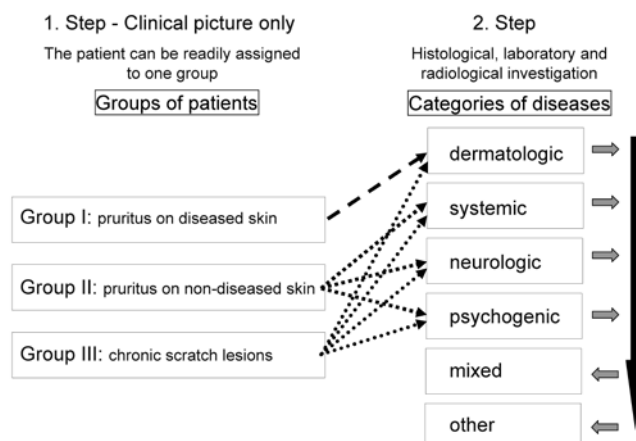 1. Step - Clinical picture only
The patient can be readily assigned
to one group
Groups of patients
Group I: pruritus on diseased skin
Group II: pruritus on non-diseased skin
Group III: chronic scratch lesions
2. Step
Histological, laboratory and
radiological investigation
Categories of diseases
dermatologic
systemic
neurologic
psychogenic
mixed
other